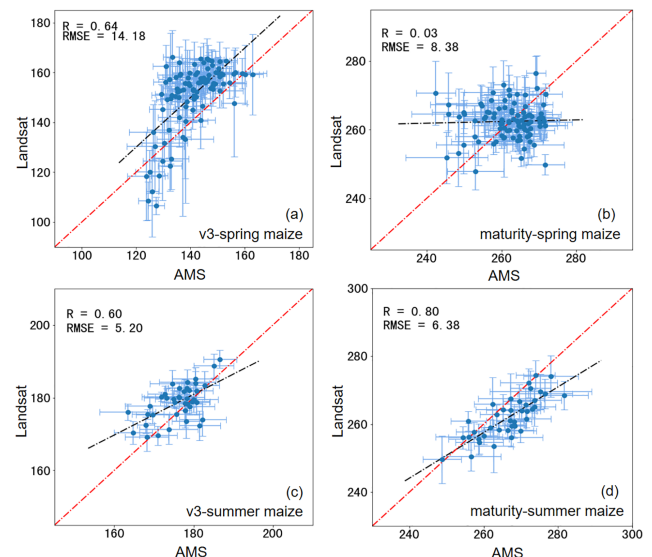 180
160
140
120
100
Landsat
R = 0.64
RMSE = 14.18
(a)
v3-spring maize
100
120
140
160
180
AMS
280
260
240
Landsat
R = 0.03
RMSE = 8.38
(b)
maturity-spring maize
240
260
280
AMS
200
180
160
Landsat
R = 0.60
RMSE = 5.20
(c)
v3-summer maize
160
180
200
AMS
300
280
260
240
Landsat
R = 0.80
RMSE = 6.38
(d)
maturity-summer maize
230
240
260
280
300
AMS